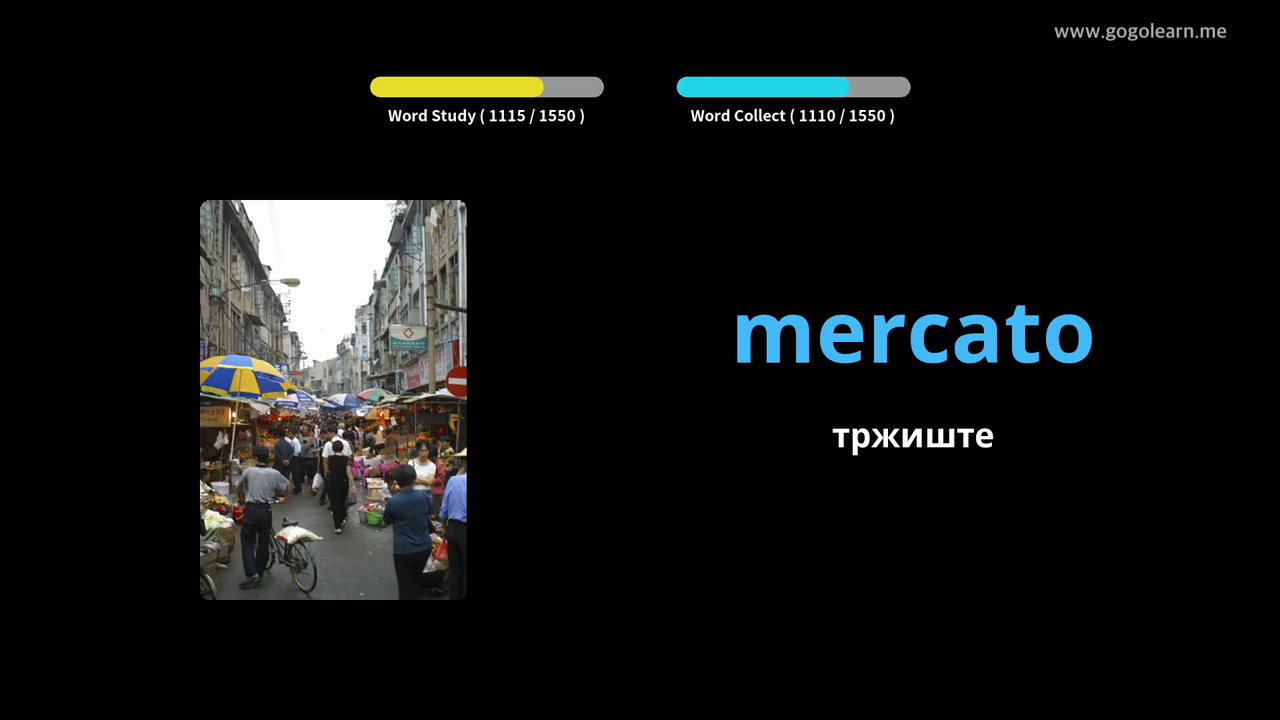 www.gogolearn.me
Word Study ( 1115 / 1550 )
Word Collect ( 1110 / 1550 )
mercato
тржиште